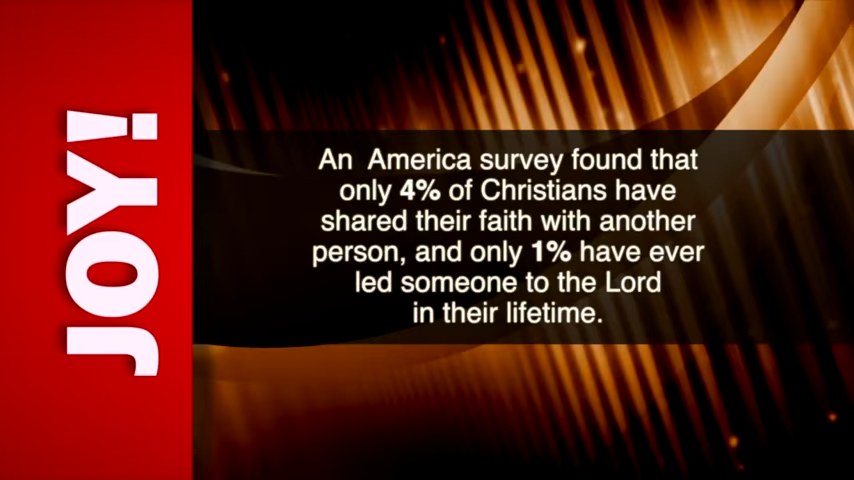 JOY!
An  America survey found that
only 4% of Christians have
shared their faith with another
person, and only 1% have ever
led someone to the Lord
in their lifetime.